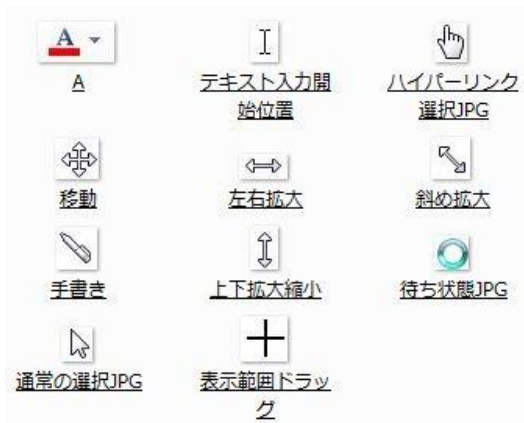 A
A
テキスト入力開
始位置
ハイパーリンク
選択JPG
移動
左右拡大
斜め拡大
手書き
上下拡大縮小
待ち状態JPG
通常の選択JPG
表示範囲ドラッ
グ